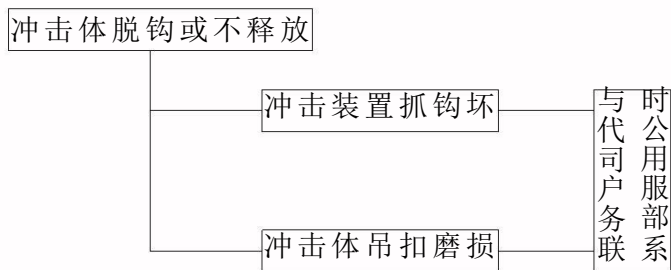 冲击体脱钩或不释放
冲击装置抓钩坏
与时
代公
司用
户服
务部
联系
冲击体吊扣磨损